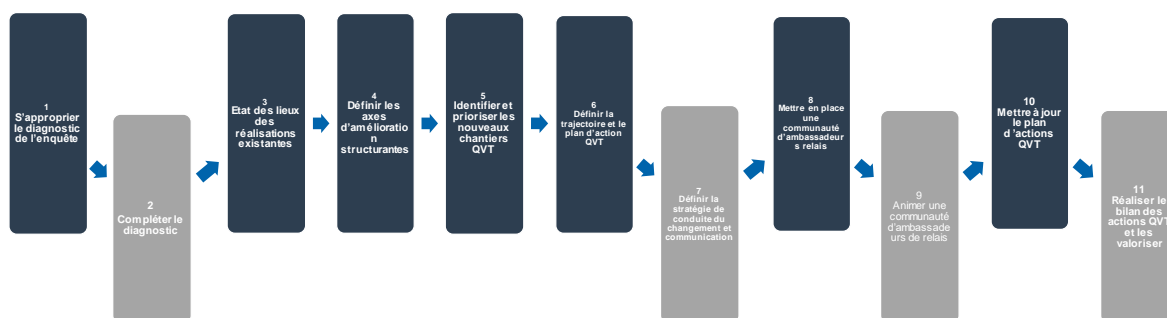 1
S'approprier
le diagnostic
de l'enquête
2
Compléter le
diagnostic
3
Etat des lieux
des
réalisations
existantes
4
Définir les
axes
d'amélioratio
n
structurantes
5
Identifier et
prioriser les
nouveaux
chantiers
QVT
6
Définir la
trajectoire et le
plan d'action
QVT
7
Définir la
stratégie de
conduite du
changement et
communication
8
Mettre en place
une
communauté
d'ambassadeur
s relais
9
Animer une
communauté
d'ambassade
urs de relais
10
Mettre à jour
le plan
d'actions
QVT
11
Réaliser le
bilan des
actions QVT
et les
valoriser